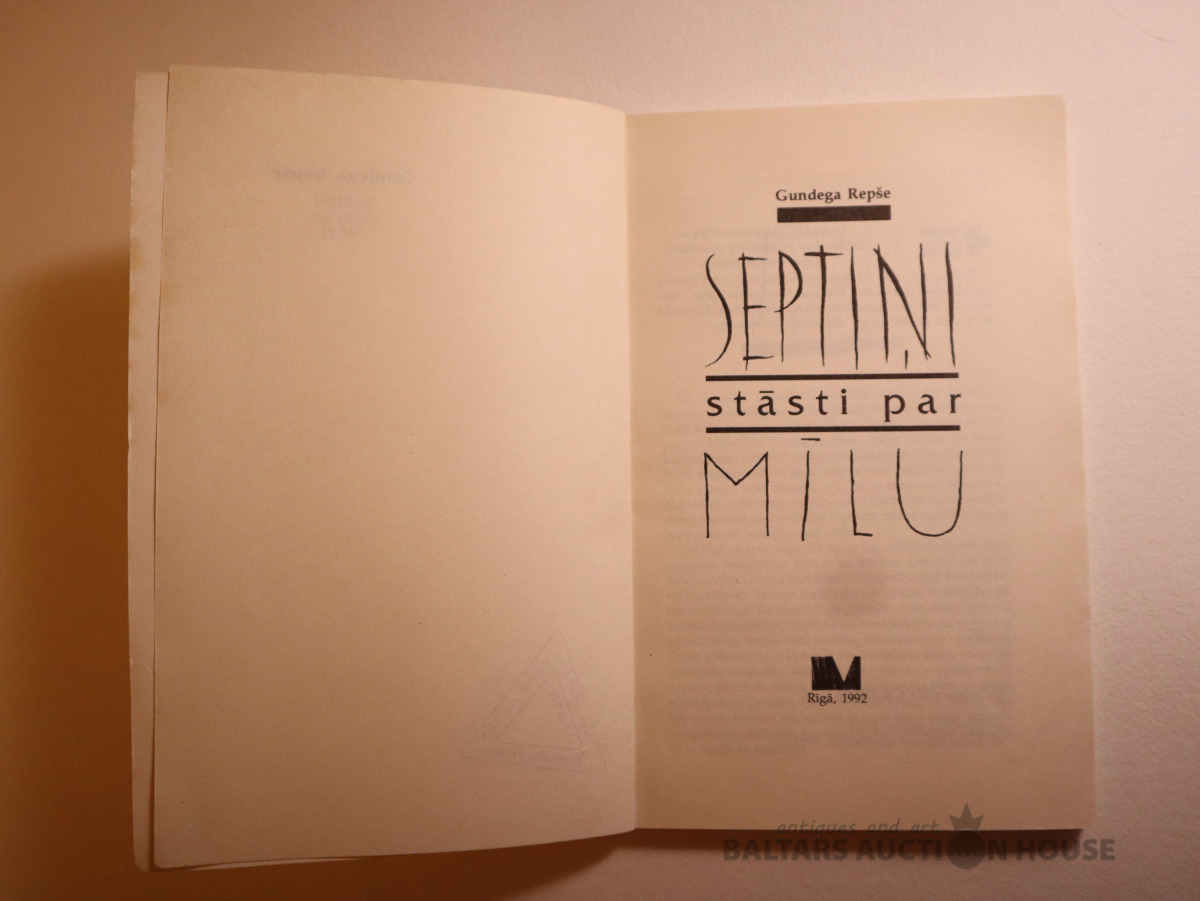 Gundega Repše
SEPTIŅI
stāsti par
MĪLU
M
Rīgā, 1992
antiques and art
BALTARS AUCTION HOUSE